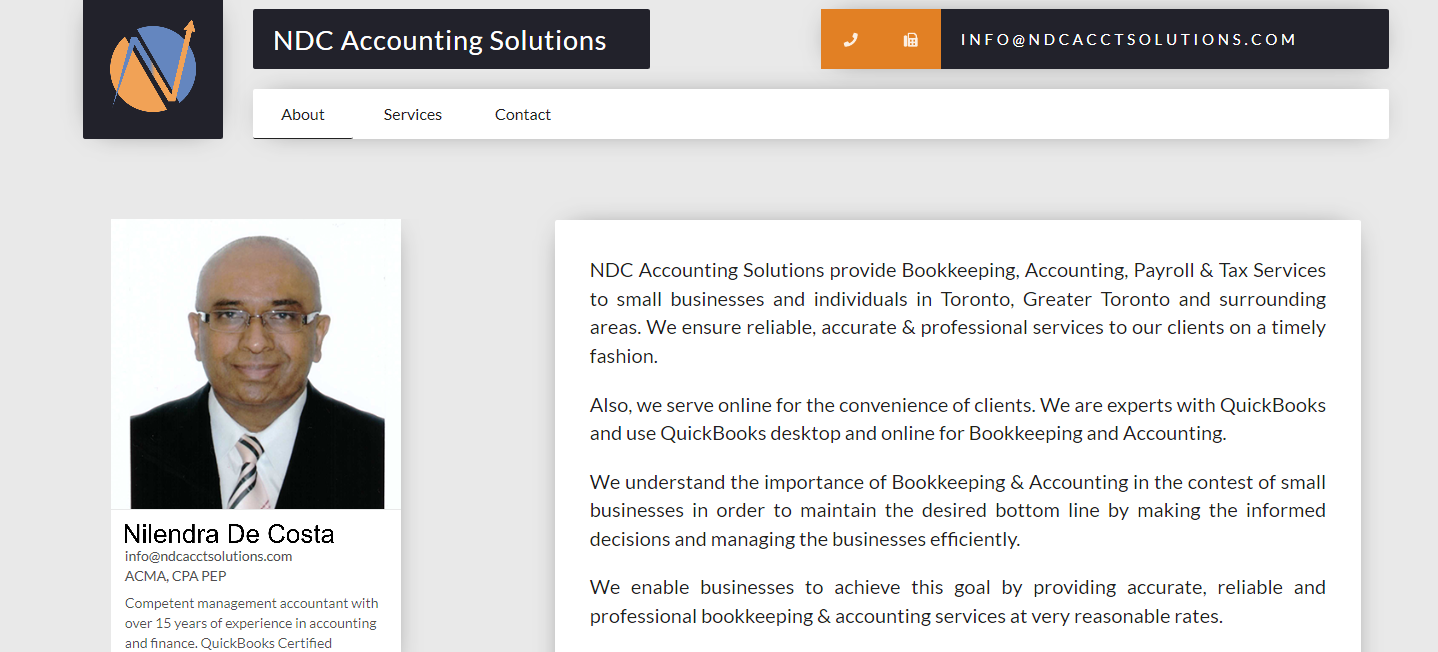 NDC Accounting Solutions
INFO@NDCACCTSOLUTIONS.COM
About Services Contact
Nilendra De Costa
info@ndcacctsolutions.com
ACMA, CPA PEP
Competent management accountant with
over 15 years of experience in accounting
and finance. QuickBooks Certified
NDC Accounting Solutions provide Bookkeeping, Accounting, Payroll & Tax Services
to small businesses and individuals in Toronto, Greater Toronto and surrounding
areas. We ensure reliable, accurate & professional services to our clients on a timely
fashion.
Also, we serve online for the convenience of clients. We are experts with QuickBooks
and use QuickBooks desktop and online for Bookkeeping and Accounting.
We understand the importance of Bookkeeping & Accounting in the contest of small
businesses in order to maintain the desired bottom line by making the informed
decisions and managing the businesses efficiently.
We enable businesses to achieve this goal by providing accurate, reliable and
professional bookkeeping & accounting services at very reasonable rates.